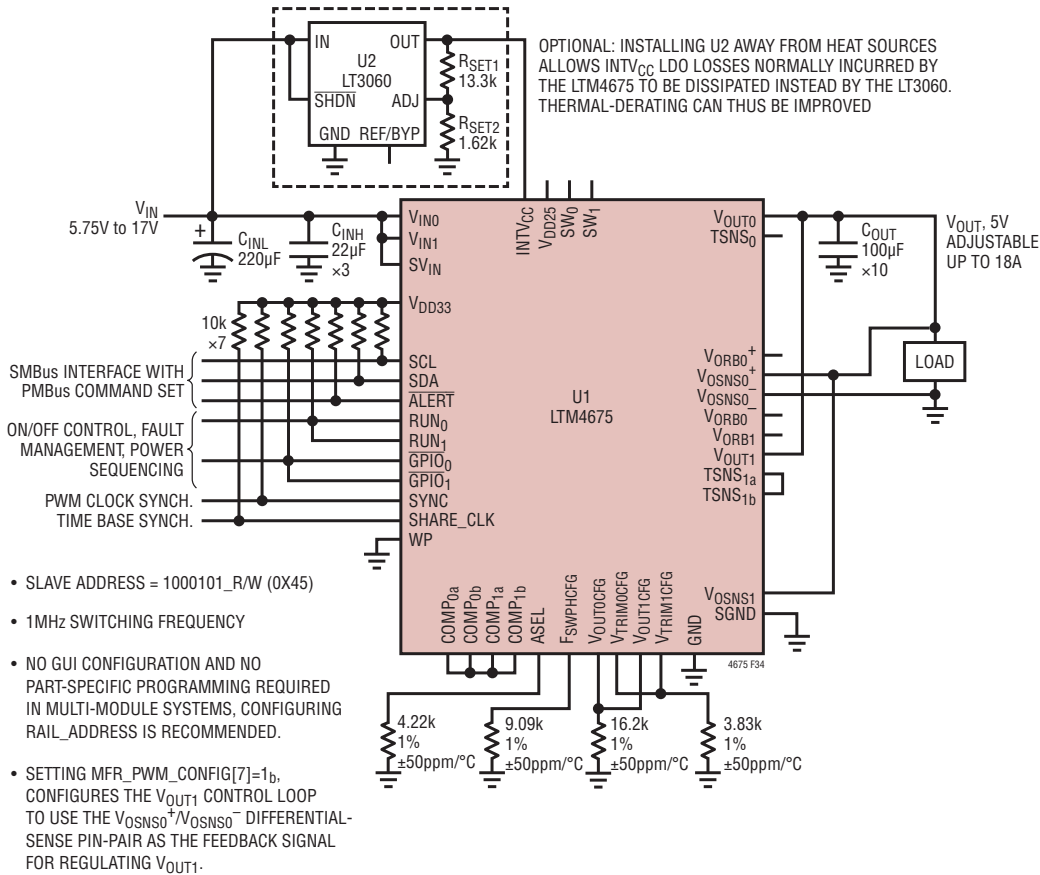 IN
OUT
U2
LT3060
SHDN
ADJ
GND REF/BYP
RSET1
13.3k
RSET2
1.62k
OPTIONAL: INSTALLING U2 AWAY FROM HEAT SOURCES
ALLOWS INTVCC LDO LOSSES NORMALLY INCURRED BY
THE LTM4675 TO BE DISSIPATED INSTEAD BY THE LT3060.
THERMAL-DERATING CAN THUS BE IMPROVED
VIN
5.75V to 17V
+
CINL
220µF
CINH
22µF
×3
10k
×7
SMBus INTERFACE WITH
PMBus COMMAND SET
ON/OFF CONTROL, FAULT
MANAGEMENT, POWER
SEQUENCING
PWM CLOCK SYNCH.
TIME BASE SYNCH.
VIN0
VIN1
SVIN
VDD33
SCL
SDA
ALERT
RUN0
RUN1
GPIO0
GPIO1
SYNC
SHARE_CLK
WP
INTVCC
VDD25
SW0
SW1
U1
LTM4675
VOUT0
TSNS0
VORB0+
VOSNS0+
VOSNS0–
VORB0–
VORB1
VOUT1
TSNS1a
TSNS1b
VOSNS1
SGND
COUT
100µF
×10
VOUT, 5V
ADJUSTABLE
UP TO 18A
LOAD
COMP0a
COMP0b
COMP1a
COMP1b
ASEL
FSWPHCFG
VOUT0CFG
VTRIM0CFG
VOUT1CFG
VTRIM1CFG
GND
4675 F34
4.22k
1%
±50ppm/°C
9.09k
1%
±50ppm/°C
16.2k
1%
±50ppm/°C
3.83k
1%
±50ppm/°C
• SLAVE ADDRESS = 1000101_R/W (0X45)
• 1MHz SWITCHING FREQUENCY
• NO GUI CONFIGURATION AND NO
PART-SPECIFIC PROGRAMMING REQUIRED
IN MULTI-MODULE SYSTEMS, CONFIGURING
RAIL_ADDRESS IS RECOMMENDED.
• SETTING MFR_PWM_CONFIG[7]=1b,
CONFIGURES THE VOUT1 CONTROL LOOP
TO USE THE VOSNS0+/VOSNS0– DIFFERENTIAL-
SENSE PIN-PAIR AS THE FEEDBACK SIGNAL
FOR REGULATING VOUT1.